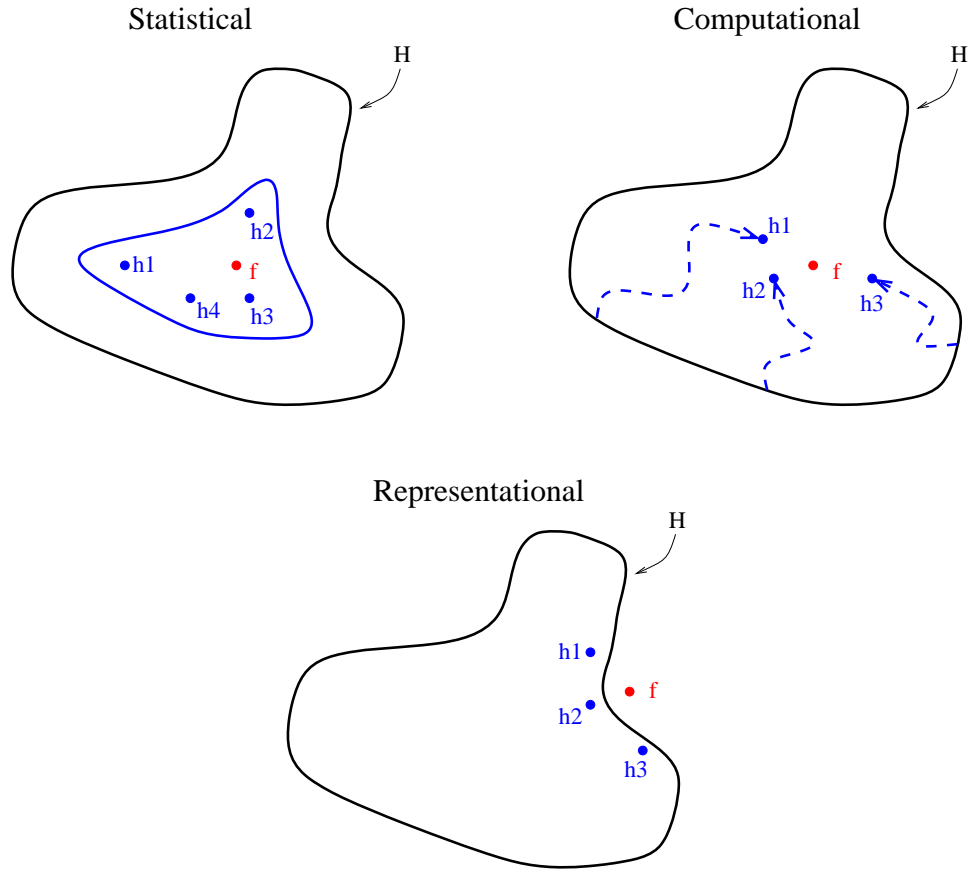 Statistical
Computational
H
H
h2
h1
f
h4
h3
h1
f
h2
h3
Representational
H
h1
f
h2
h3